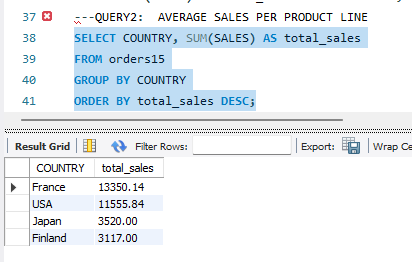 37 ---QUERY2:  AVERAGE SALES PER PRODUCT LINE
38 SELECT COUNTRY, SUM(SALES) AS total_sales
39 FROM orders15
40 GROUP BY COUNTRY
41 ORDER BY total_sales DESC;
Result Grid Filter Rows: Export: Wrap Ce
COUNTRY total_sales
France 13350.14
USA 11555.84
Japan 3520.00
Finland 3117.00